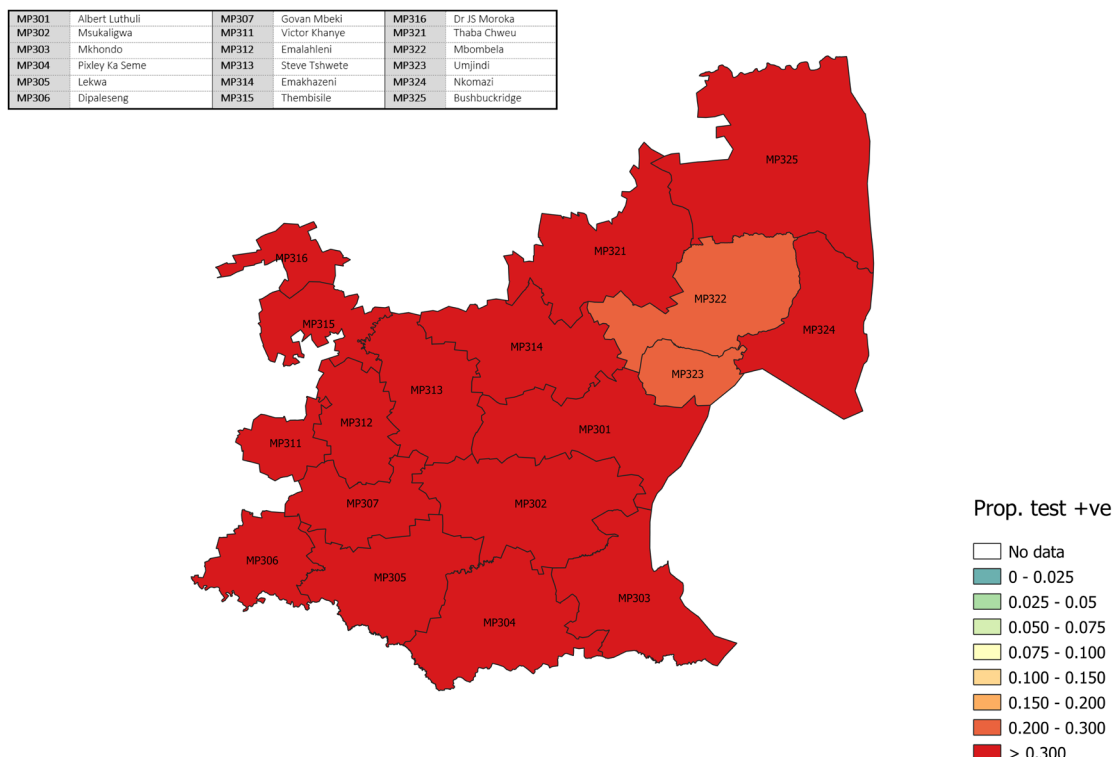 MP301 Albert Luthuli MP307 Govan Mbeki MP316 Dr JS Moroka
MP302 Msukaligwa MP311 Victor Khanye MP321 Thaba Chweu
MP303 Mkhondo MP312 Emalahleni MP322 Mbombela
MP304 Pixley Ka Seme MP313 Steve Tshwete MP323 Umjindi
MP305 Lekwa MP314 Emakhazeni MP324 Nkomazi
MP306 Dipaleseng MP315 Thembisile MP325 Bushbuckridge
MP325
MP321
MP316
MP322
MP315
MP324
MP314
MP323
MP313
MP312
MP301
MP311
MP307
MP302
MP306
MP305
MP303
MP304
Prop. test +ve
No data
0 - 0.025
0.025 - 0.05
0.050 - 0.075
0.075 - 0.100
0.100 - 0.150
0.150 - 0.200
0.200 - 0.300
> 0.300